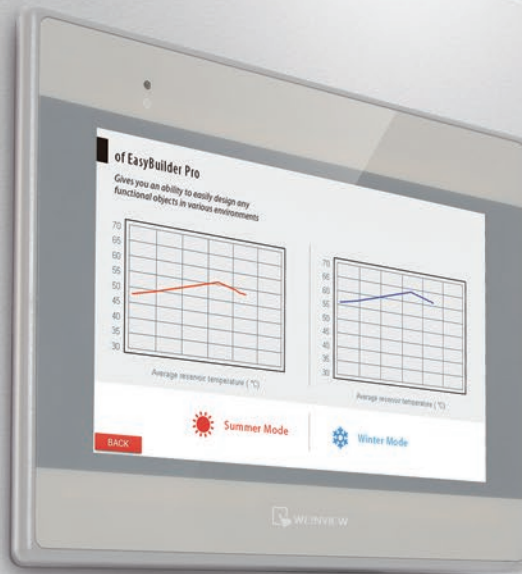 of EasyBuilder Pro
Gives you an ability to easily design any
functional objects in various environments
70
65
60
55
50
45
40
35
30
Average reservoir temperature ( °C)
70
65
60
55
50
45
40
35
30
Average reservoir temperature ( °C)
Summer Mode
Winter Mode
BACK
WEINVIEW